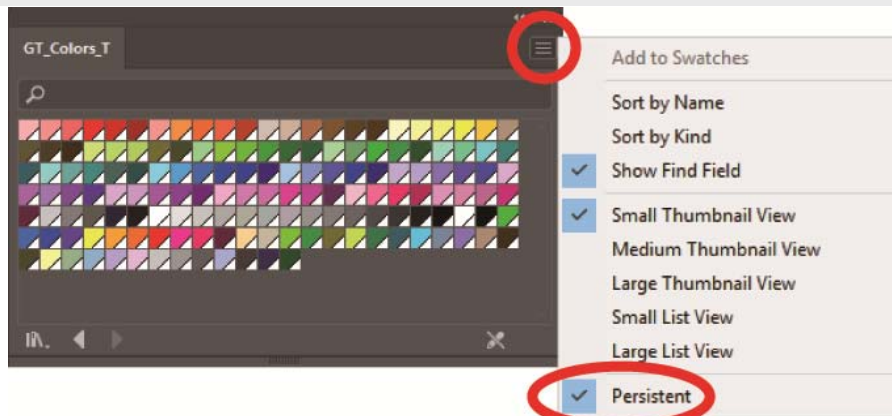 GT_Colors_T
Add to Swatches
Sort by Name
Sort by Kind
Show Find Field
Small Thumbnail View
Medium Thumbnail View
Large Thumbnail View
Small List View
Large List View
Persistent